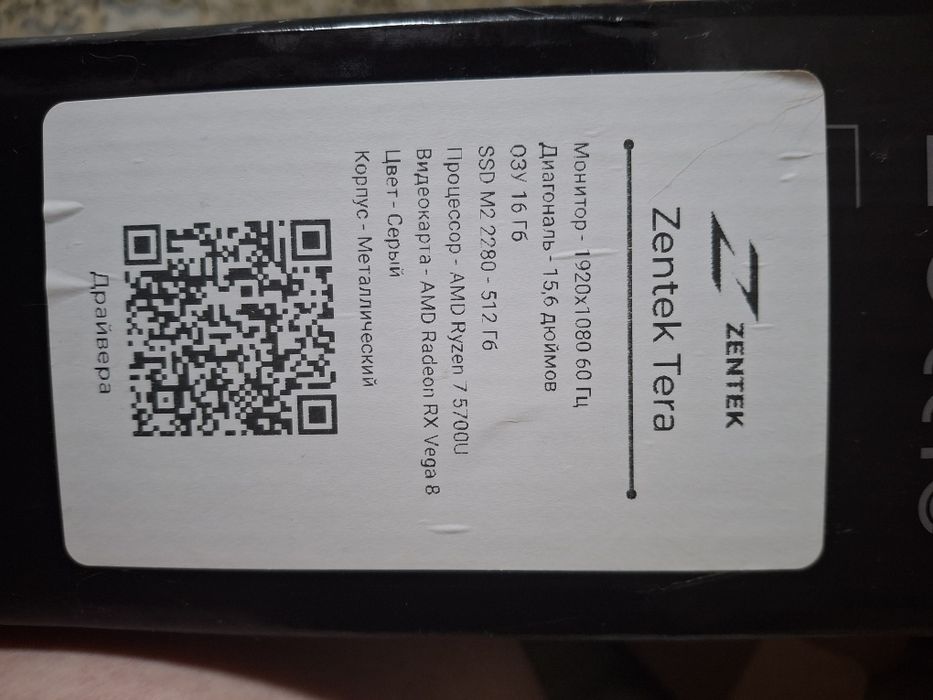 ZENTEK
Zentek Tera
Монитор - 1920x1080 60 Гц
Диагональ - 15,6 дюймов
ОЗУ 16 Гб
SSD M2 2280 - 512 Гб
Процессор - AMD Ryzen 7 5700U
Видеокарта - AMD Radeon RX Vega 8
Цвет - Серый
Корпус - Металлический
Драйвера